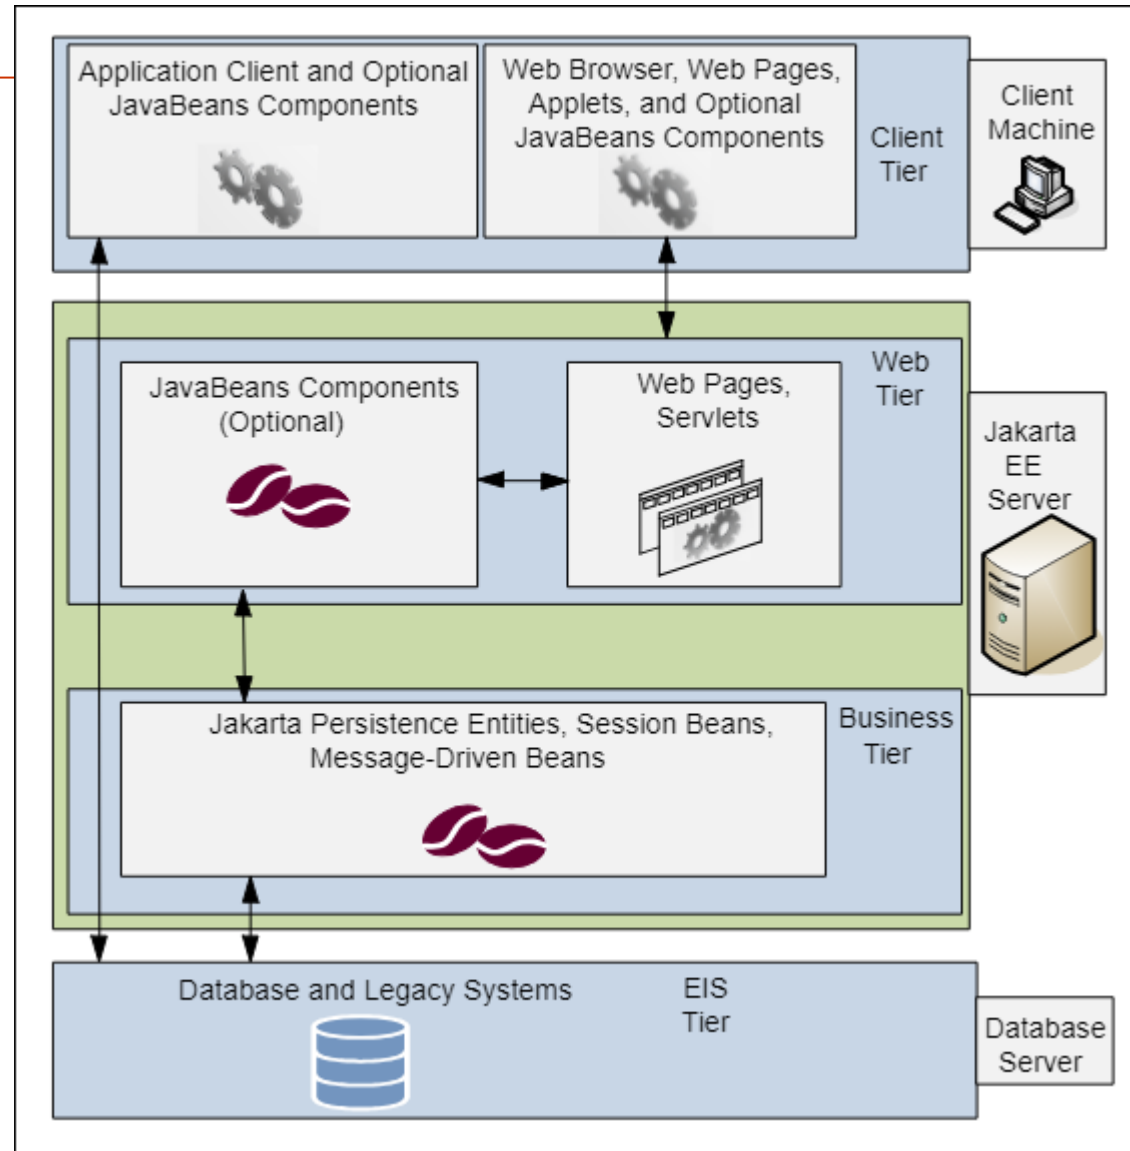 Application Client and Optional
JavaBeans Components
Web Browser, Web Pages,
Applets, and Optional
JavaBeans Components
Client
Tier
Client
Machine
JavaBeans Components
(Optional)
Web Pages,
Servlets
Web
Tier
Jakarta
EE
Server
Jakarta Persistence Entities, Session Beans,
Message-Driven Beans
Business
Tier
Database and Legacy Systems
EIS
Tier
Database
Server